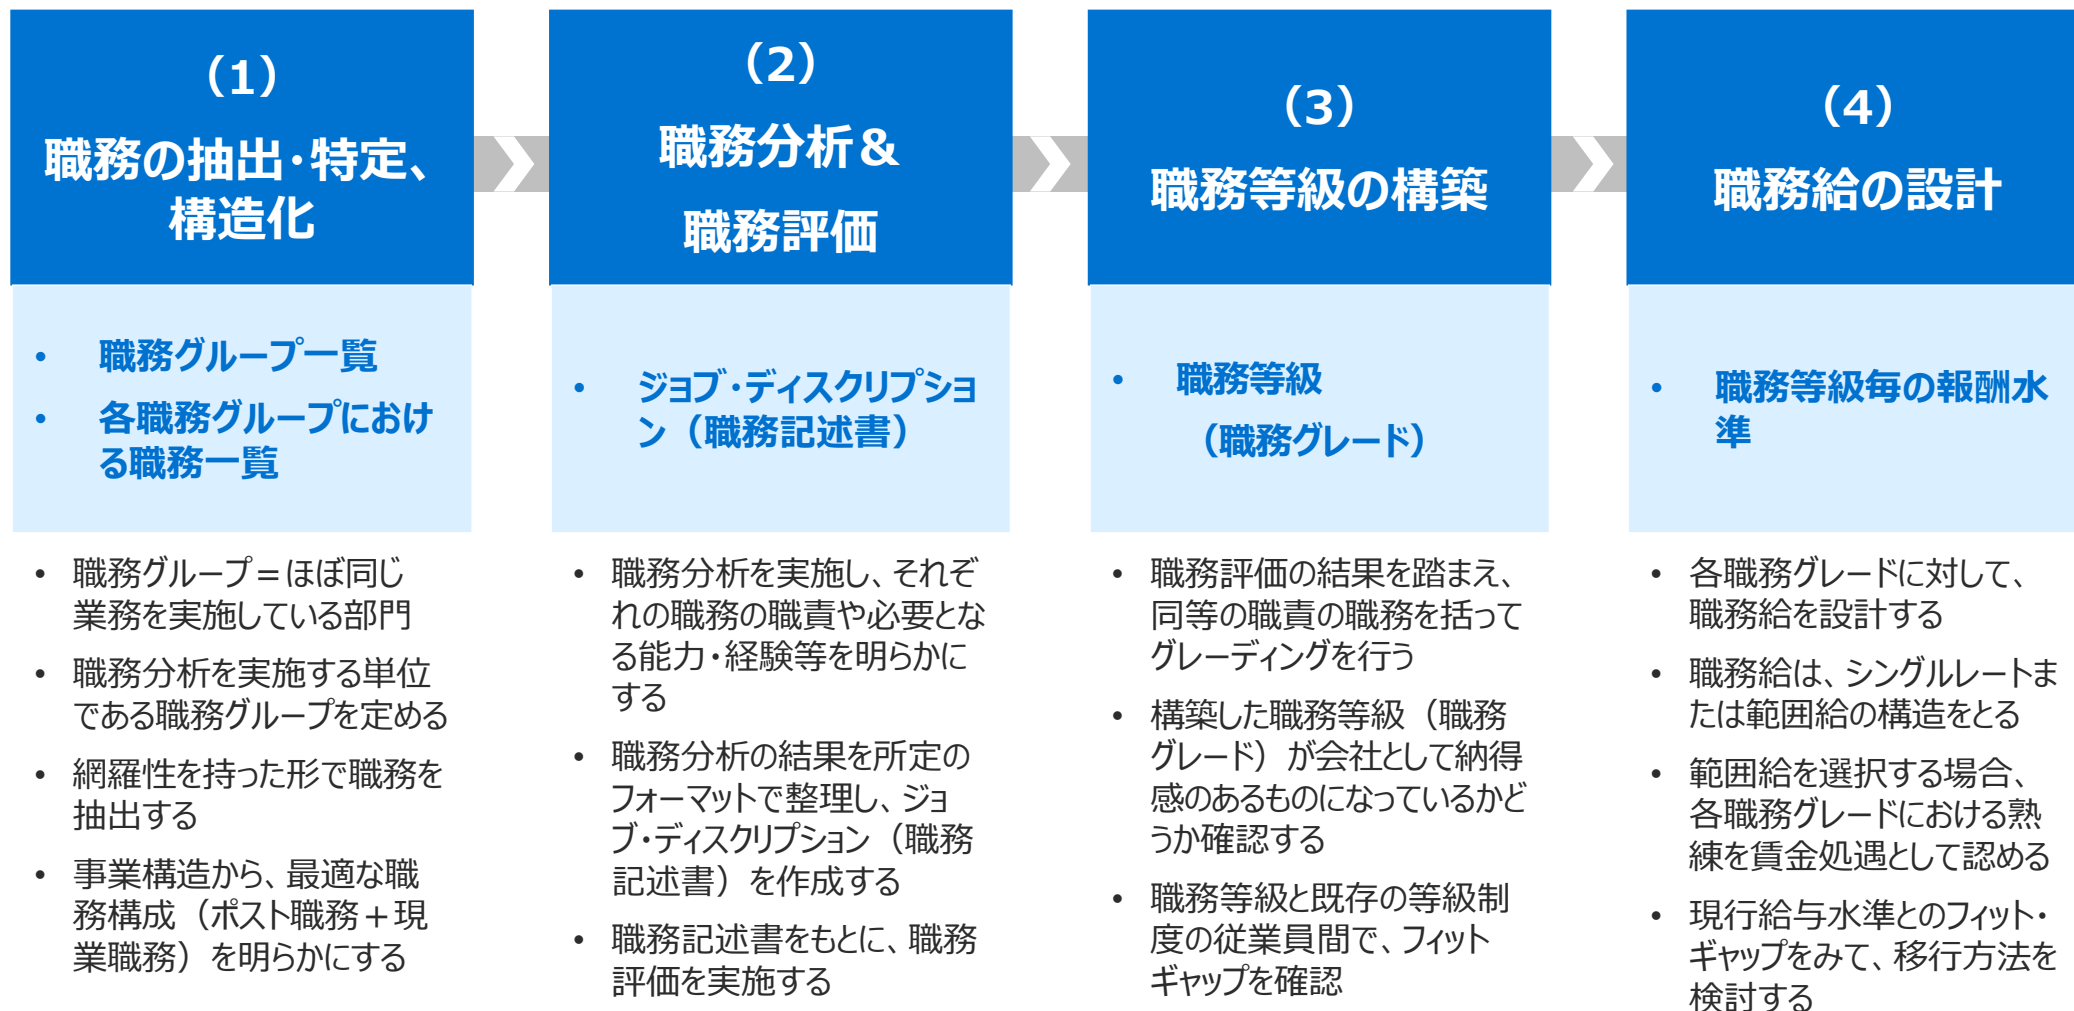 （1）
職務の抽出･特定、
構造化
• 職務グループ一覧
• 各職務グループにおけ
る職務一覧
• 職務グループ＝ほぼ同じ
業務を実施している部門
• 職務分析を実施する単位
である職務グループを定める
• 網羅性を持った形で職務を
抽出する
• 事業構造から、最適な職
務構成（ポスト職務＋現
業職務）を明らかにする
（2）
職務分析＆
職務評価
• ジョブ･ディスクリプショ
ン（職務記述書）
• 職務分析を実施し、それぞ
れの職務の職責や必要とな
る能力･経験等を明らかに
する
• 職務分析の結果を所定の
フォーマットで整理し、ジョ
ブ･ディスクリプション（職務
記述書）を作成する
• 職務記述書をもとに、職務
評価を実施する
（3）
職務等級の構築
• 職務等級
（職務グレード）
• 職務評価の結果を踏まえ、
同等の職責の職務を括って
グレーディングを行う
• 構築した職務等級（職務
グレード）が会社として納得
感のあるものになっているかど
うか確認する
• 職務等級と既存の等級制
度の従業員間で、フィット
ギャップを確認
（4）
職務給の設計
• 職務等級毎の報酬水
準
• 各職務グレードに対して、
職務給を設計する
• 職務給は、シングルレートま
たは範囲給の構造をとる
• 範囲給を選択する場合、
各職務グレードにおける熟
練を賃金処遇として認める
• 現行給与水準とのフィット･
ギャップをみて、移行方法を
検討する